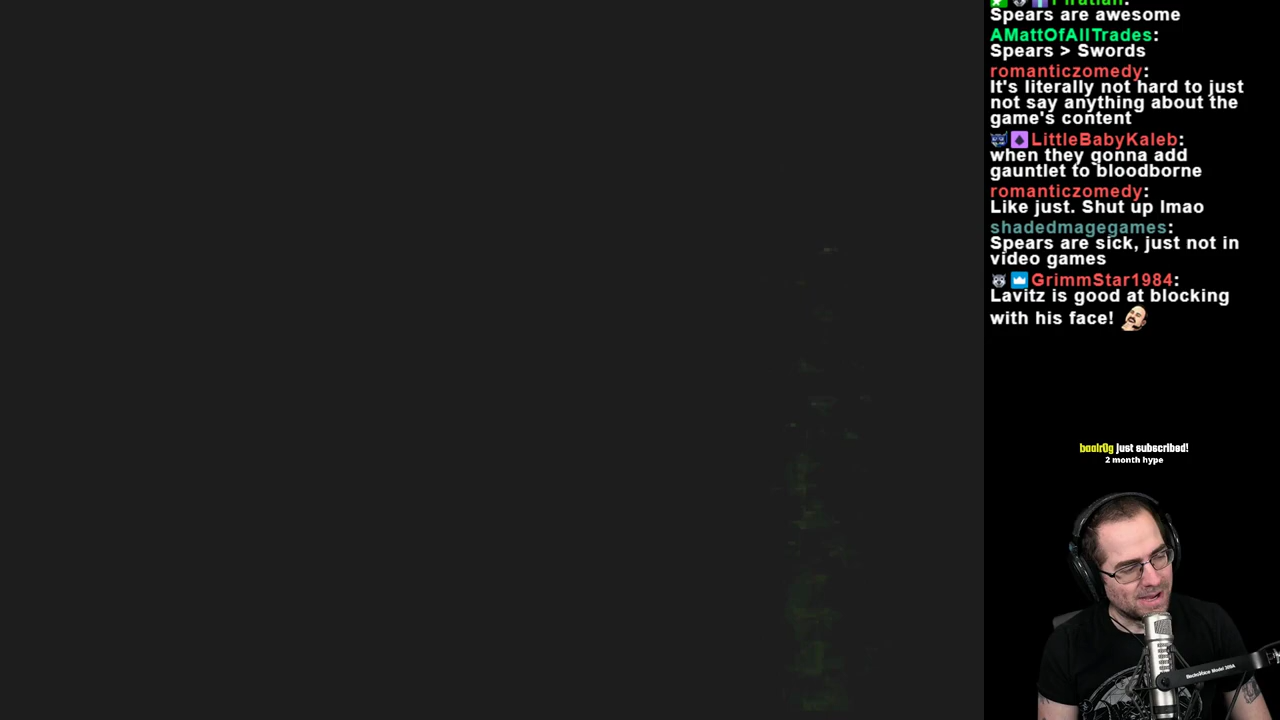 Piratian:
Spears are awesome
AMattOfAllTrades:
Spears > Swords
romanticzomedy:
It's literally not hard to just
not say anything about the
game's content
LittleBabyKaleb:
when they gonna add
gauntlet to bloodborne
romanticzomedy:
Like just. Shut up lmao
shadedmagegames:
Spears are sick, just not in
video games
GrimmStar1984:
Lavitz is good at blocking
with his face!
baalr0g just subscribed!
2 month hype